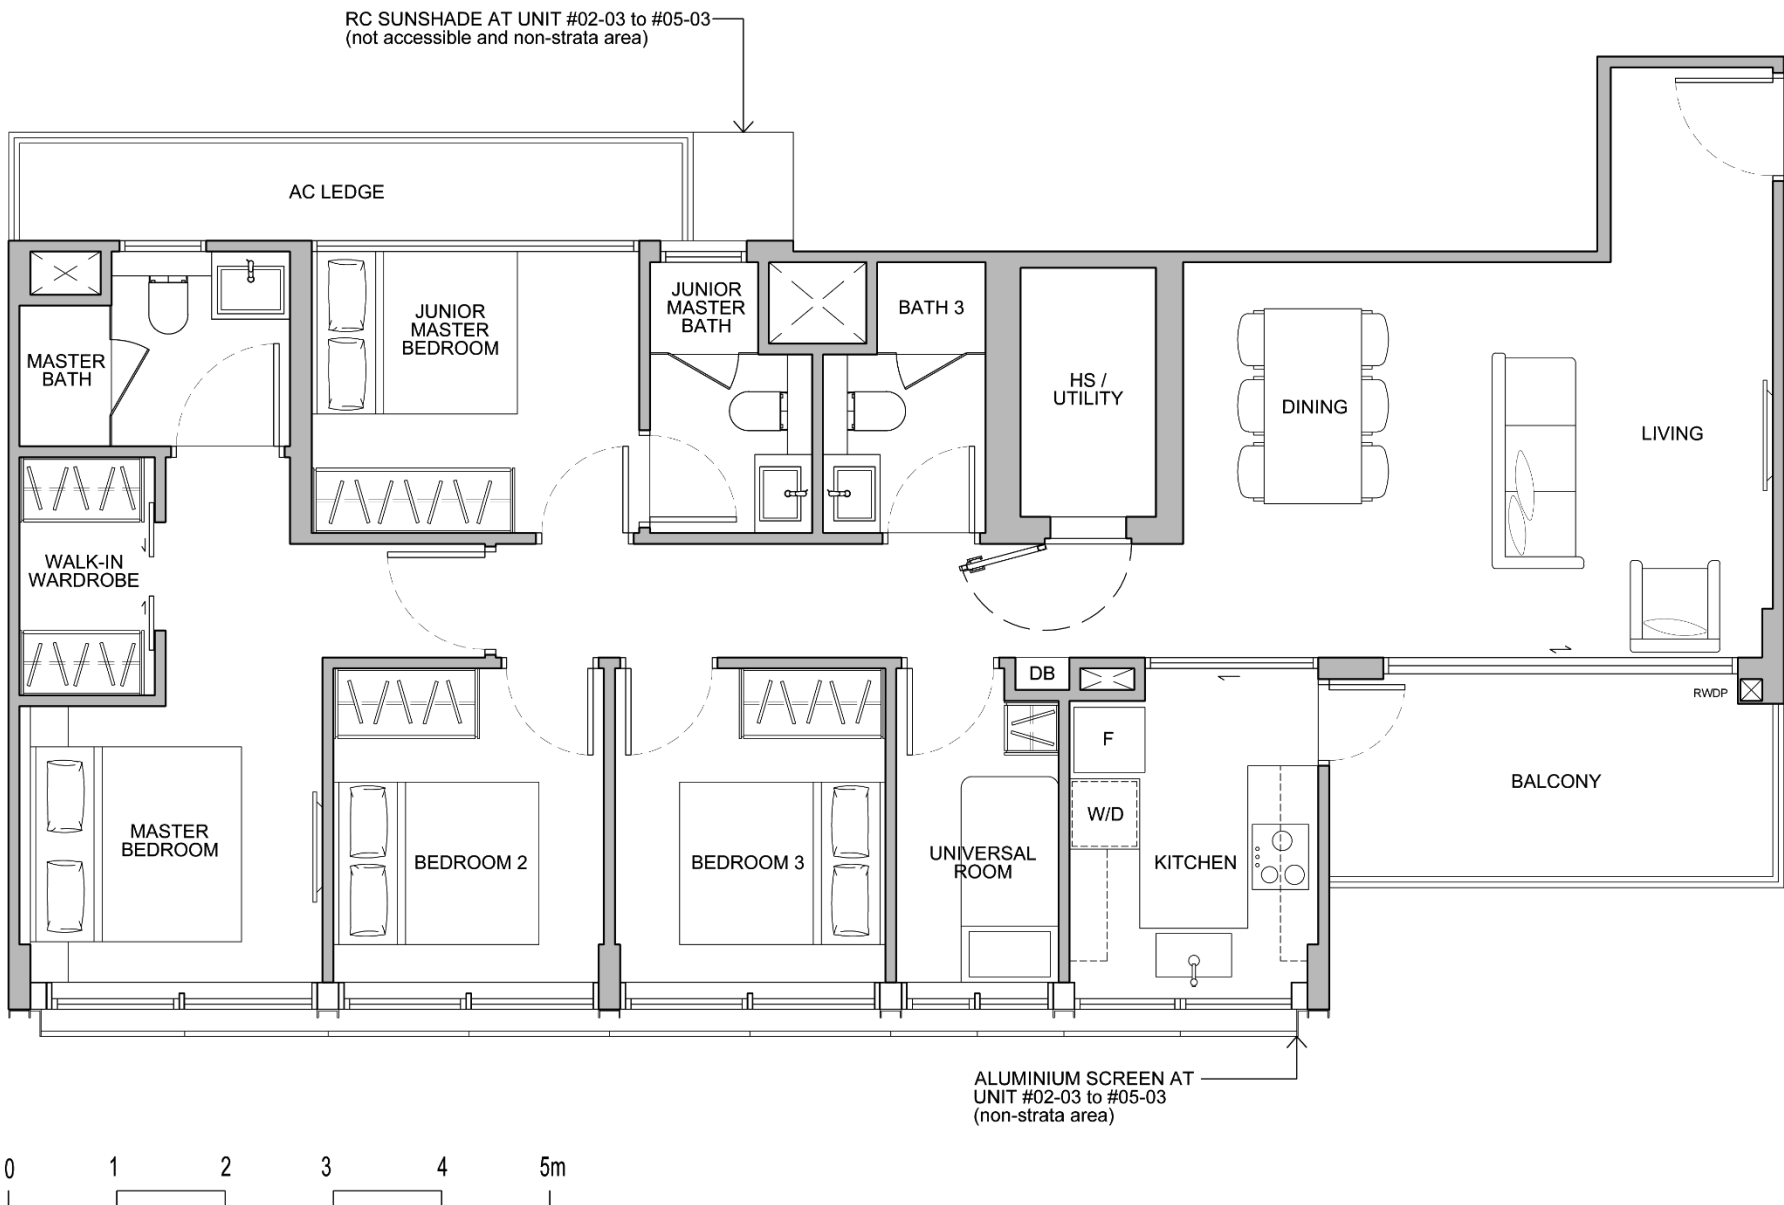 RC SUNSHADE AT UNIT #02-03 to #05-03
(not accessible and non-strata area)
AC LEDGE
JUNIOR
MASTER
BEDROOM
JUNIOR
MASTER
BATH
BATH 3
MASTER
BATH
HS /
UTILITY
DINING
LIVING
WALK-IN
WARDROBE
DB
RWDP
F
W/D
BALCONY
MASTER
BEDROOM
BEDROOM 2
BEDROOM 3
UNIVERSAL
ROOM
KITCHEN
ALUMINIUM SCREEN AT
UNIT #02-03 to #05-03
(non-strata area)
0 1 2 3 4 5m